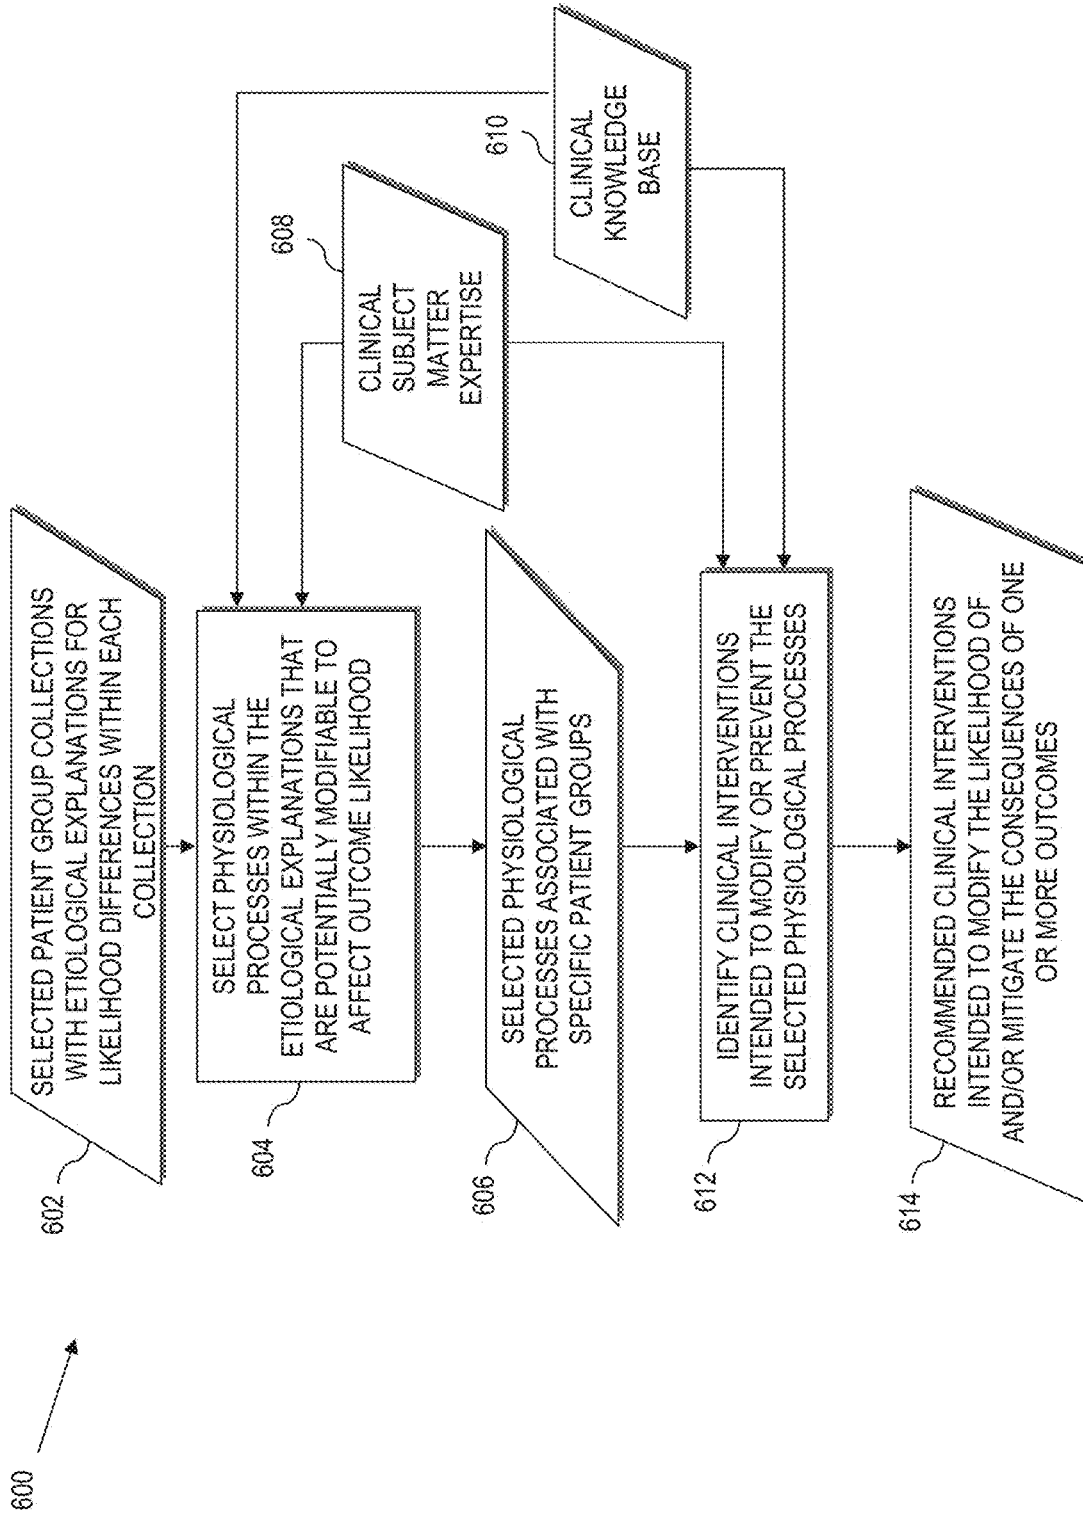 600
602
SELECTED PATIENT GROUP COLLECTIONS
WITH ETIOLOGICAL EXPLANATIONS FOR
LIKELIHOOD DIFFERENCES WITHIN EACH
COLLECTION
604
SELECT PHYSIOLOGICAL
PROCESSES WITHIN THE
ETIOLOGICAL EXPLANATIONS THAT
ARE POTENTIALLY MODIFIABLE TO
AFFECT OUTCOME LIKELIHOOD
606
SELECTED PHYSIOLOGICAL
PROCESSES ASSOCIATED WITH
SPECIFIC PATIENT GROUPS
608
CLINICAL
SUBJECT
MATTER
EXPERTISE
610
CLINICAL
KNOWLEDGE
BASE
612
IDENTIFY CLINICAL INTERVENTIONS
INTENDED TO MODIFY OR PREVENT THE
SELECTED PHYSIOLOGICAL PROCESSES
614
RECOMMENDED CLINICAL INTERVENTIONS
INTENDED TO MODIFY THE LIKELIHOOD OF
AND/OR MITIGATE THE CONSEQUENCES OF ONE
OR MORE OUTCOMES